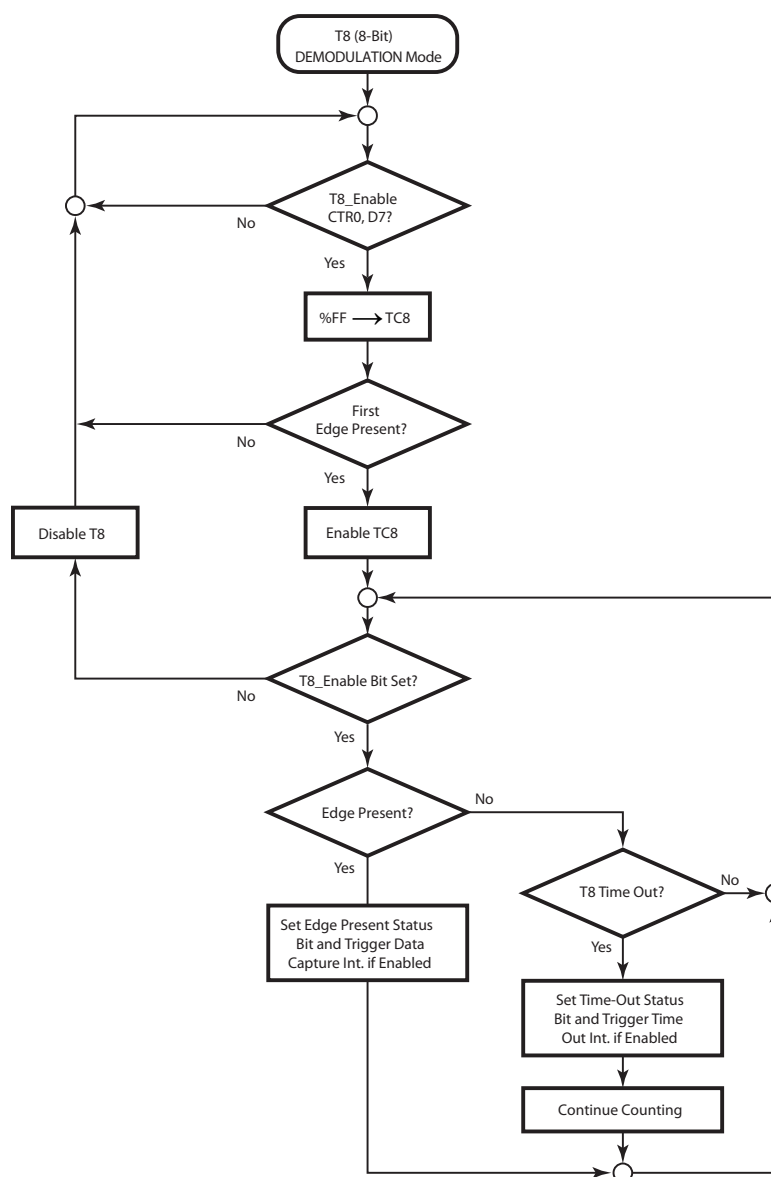 T8 (8-Bit)
DEMODULATION Mode
T8_Enable
CTR0, D7?
No
Yes
%FF ⟶ TC8
First
Edge Present?
No
Yes
Disable T8
Enable TC8
T8_Enable Bit Set?
No
Yes
Edge Present?
No
Yes
T8 Time Out?
No
Yes
Set Edge Present Status
Bit and Trigger Data
Capture Int. if Enabled
Set Time-Out Status
Bit and Trigger Time
Out Int. if Enabled
Continue Counting